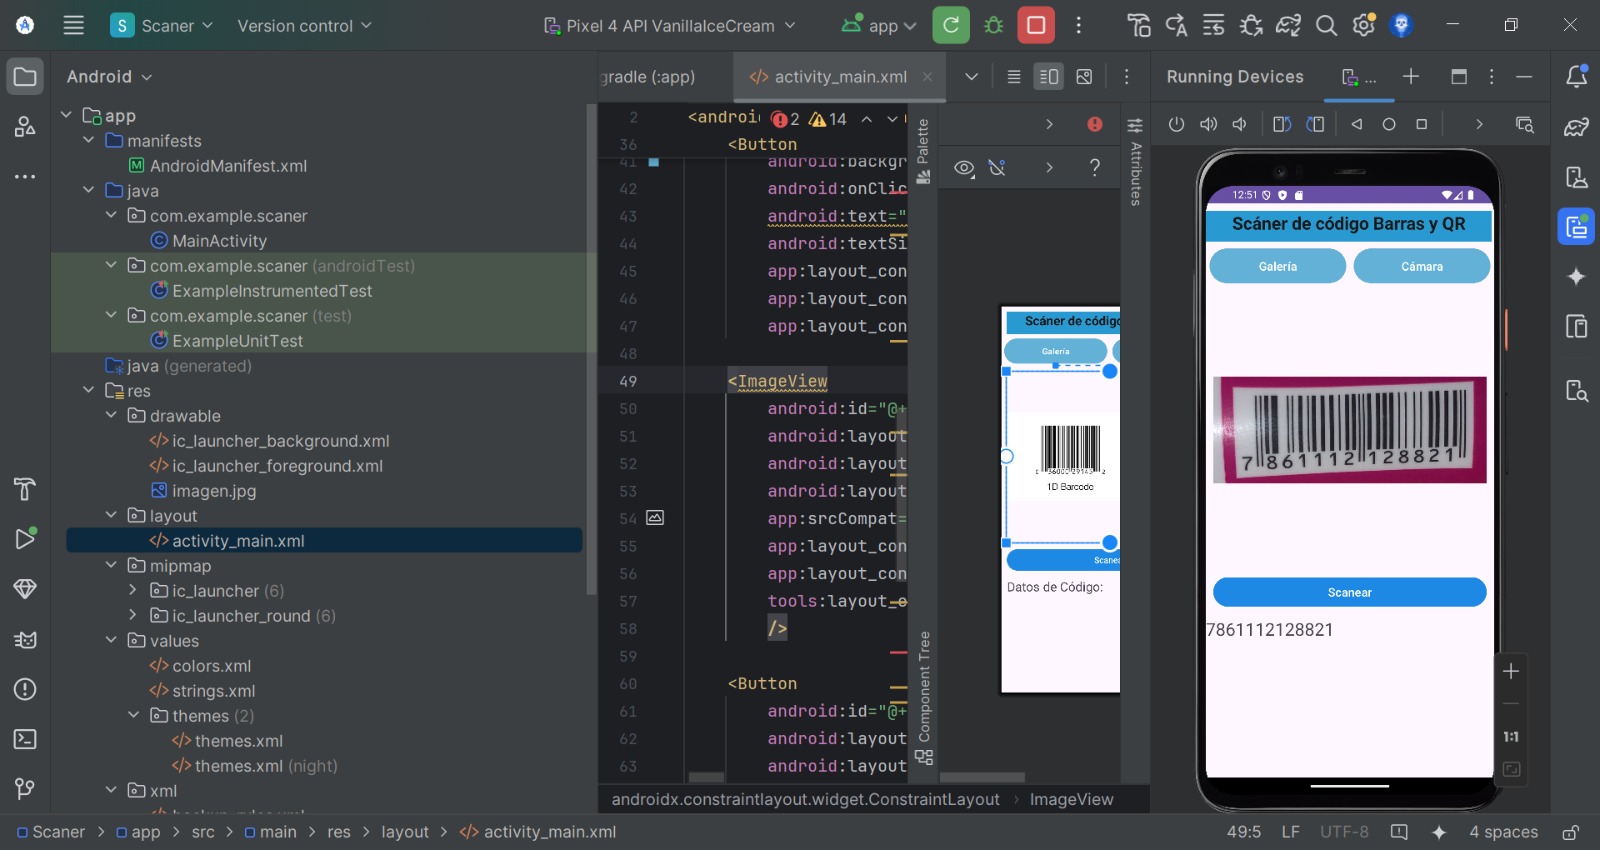 S Scaner Version control Pixel 4 API VanillaIceCream app
Android
app
manifests
AndroidManifest.xml
java
com.example.scaner
MainActivity
com.example.scaner (androidTest)
ExampleInstrumentedTest
com.example.scaner (test)
ExampleUnitTest
java (generated)
res
drawable
ic_launcher_background.xml
ic_launcher_foreground.xml
imagen.jpg
layout
activity_main.xml
mipmap
ic_launcher (6)
ic_launcher_round (6)
values
colors.xml
strings.xml
themes (2)
themes.xml
themes.xml (night)
xml
gradle (:app) activity_main.xml
2 <androi 2 14
36 <Button
41 android:backgr
42 android:onClic
43 android:text="
44 android:textSi
45 app:layout_con
46 app:layout_con
47 app:layout_con
48
49 <ImageView
50 android:id="@+
51 android:layout
52 android:layout
53 android:layout
54 app:srcCompat=
55 app:layout_con
56 app:layout_con
57 tools:layout_e
58 />
59
60 <Button
61 android:id="@+
62 android:layout
63 android:layout
androidx.constraintlayout.widget.ConstraintLayout ImageView
Palette
Component Tree
?
Attributes
Scáner de código
Galería
1D Barcode
Scanea
Datos de Código:
Running Devices ...
12:51
Scáner de código Barras y QR
Galería Cámara
7 861112 128821
Scanear
7861112128821
1:1
Scaner app src main res layout activity_main.xml
49:5 LF UTF-8 4 spaces